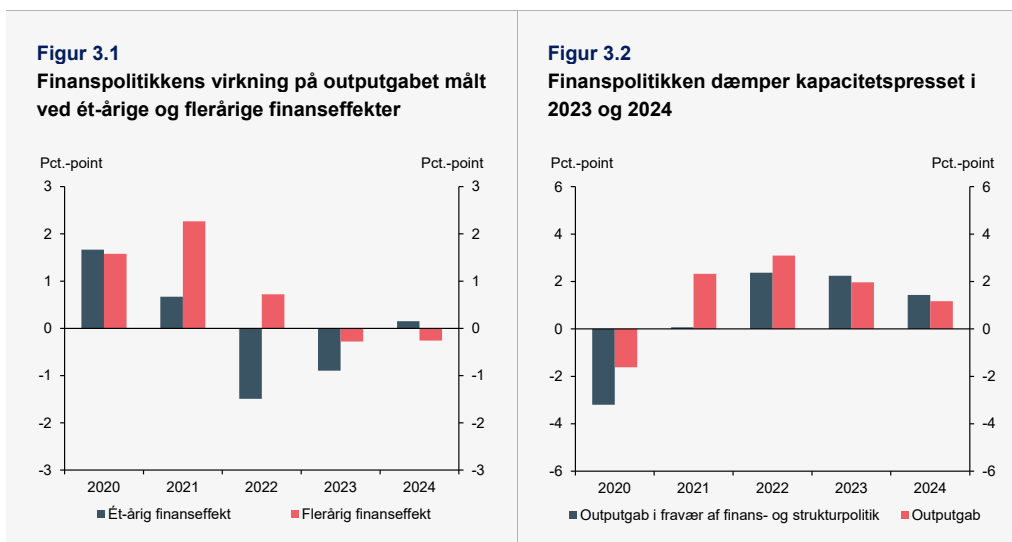 Figur 3.1
Finanspolitikkens virkning på outputgabet målt
ved ét-årige og flerårige finanseffekter
Pct.-point Pct.-point
3 3
2 2
1 1
0 0
-1 -1
-2 -2
-3 -3
2020 2021 2022 2023 2024
Ét-årig finanseffekt Flerårig finanseffekt
Figur 3.2
Finanspolitikken dæmper kapacitetspresset i
2023 og 2024
Pct.-point Pct.-point
6 6
4 4
2 2
0 0
-2 -2
-4 -4
-6 -6
2020 2021 2022 2023 2024
Outputgab i fravær af finans- og strukturpolitik Outputgab